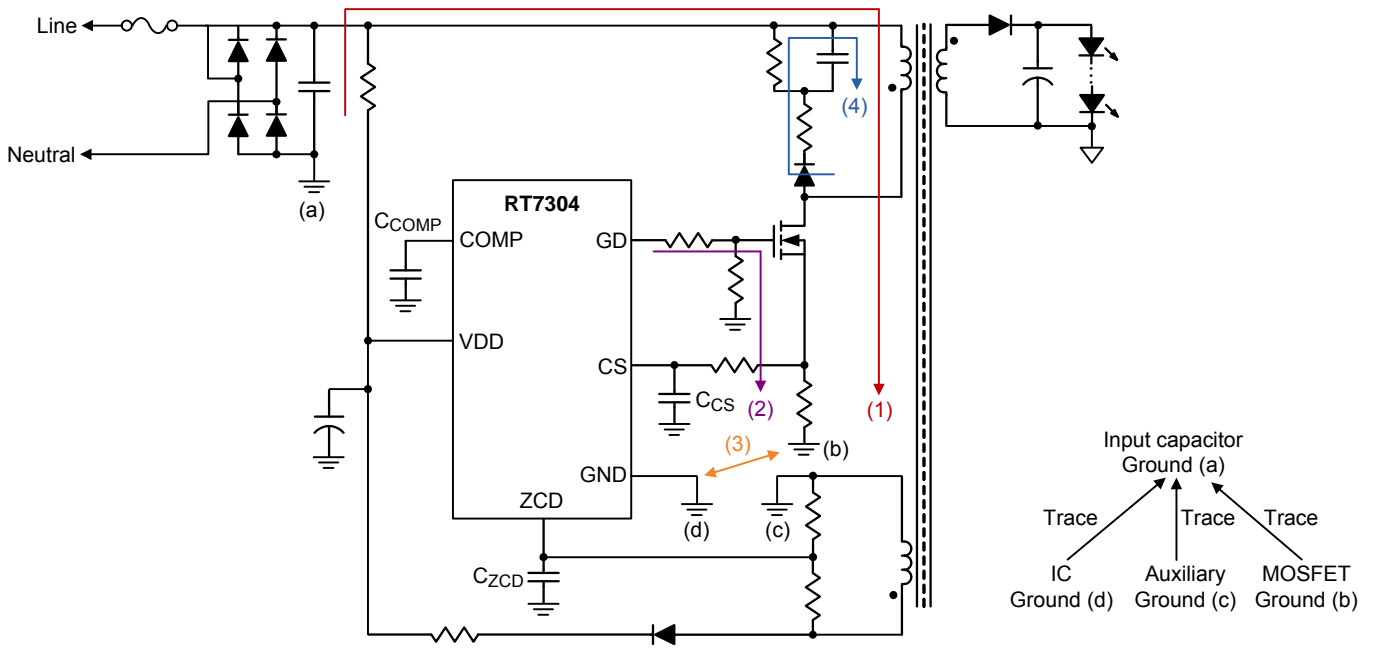 Line
Neutral
(a)
(4)
RT7304
CCOMP
COMP
GD
VDD
CS
CCS
(2)
(1)
(3)
(b)
GND
(d)
(c)
ZCD
CZCD
Input capacitor
Ground (a)
Trace
Trace
Trace
IC
Ground (d)
Auxiliary
Ground (c)
MOSFET
Ground (b)